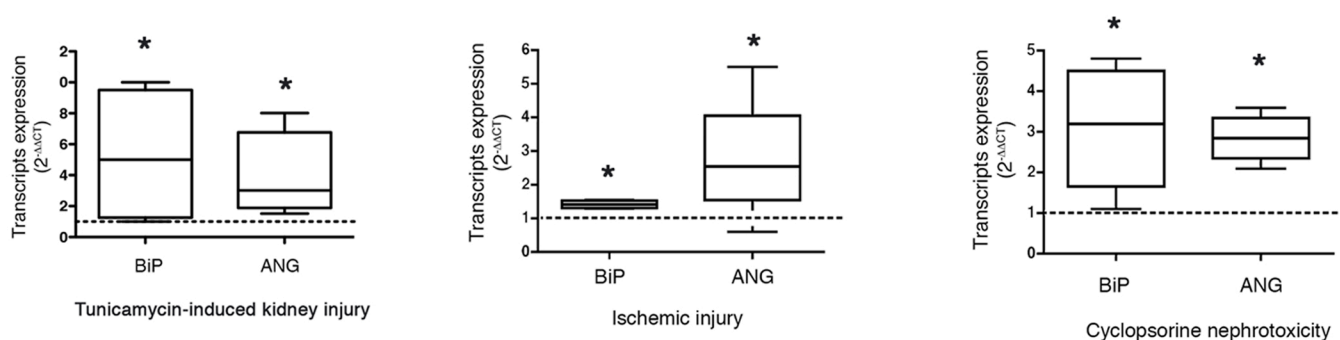 Transcripts expression
(2-ΔΔCT)
2
0
8
6
4
2
0
*
*
BiP
ANG
Tunicamycin-induced kidney injury
Transcripts expression
(2-ΔΔCT)
6
5
4
3
2
1
0
*
*
BiP
ANG
Ischemic injury
Transcripts expression
(2-ΔΔCT)
5
4
3
2
1
0
*
*
BiP
ANG
Cyclopsorine nephrotoxicity